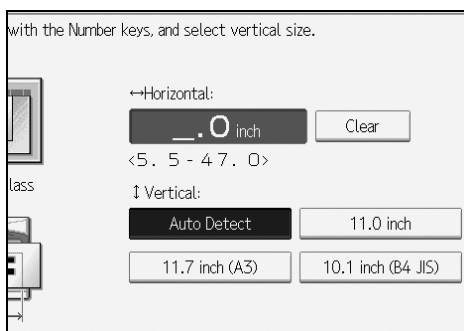 with the Number keys, and select vertical size.
↔Horizontal:
_.0 inch
Clear
<5. 5 - 47. 0>
lass
↕Vertical:
Auto Detect
11.0 inch
11.7 inch (A3)
10.1 inch (B4 JIS)